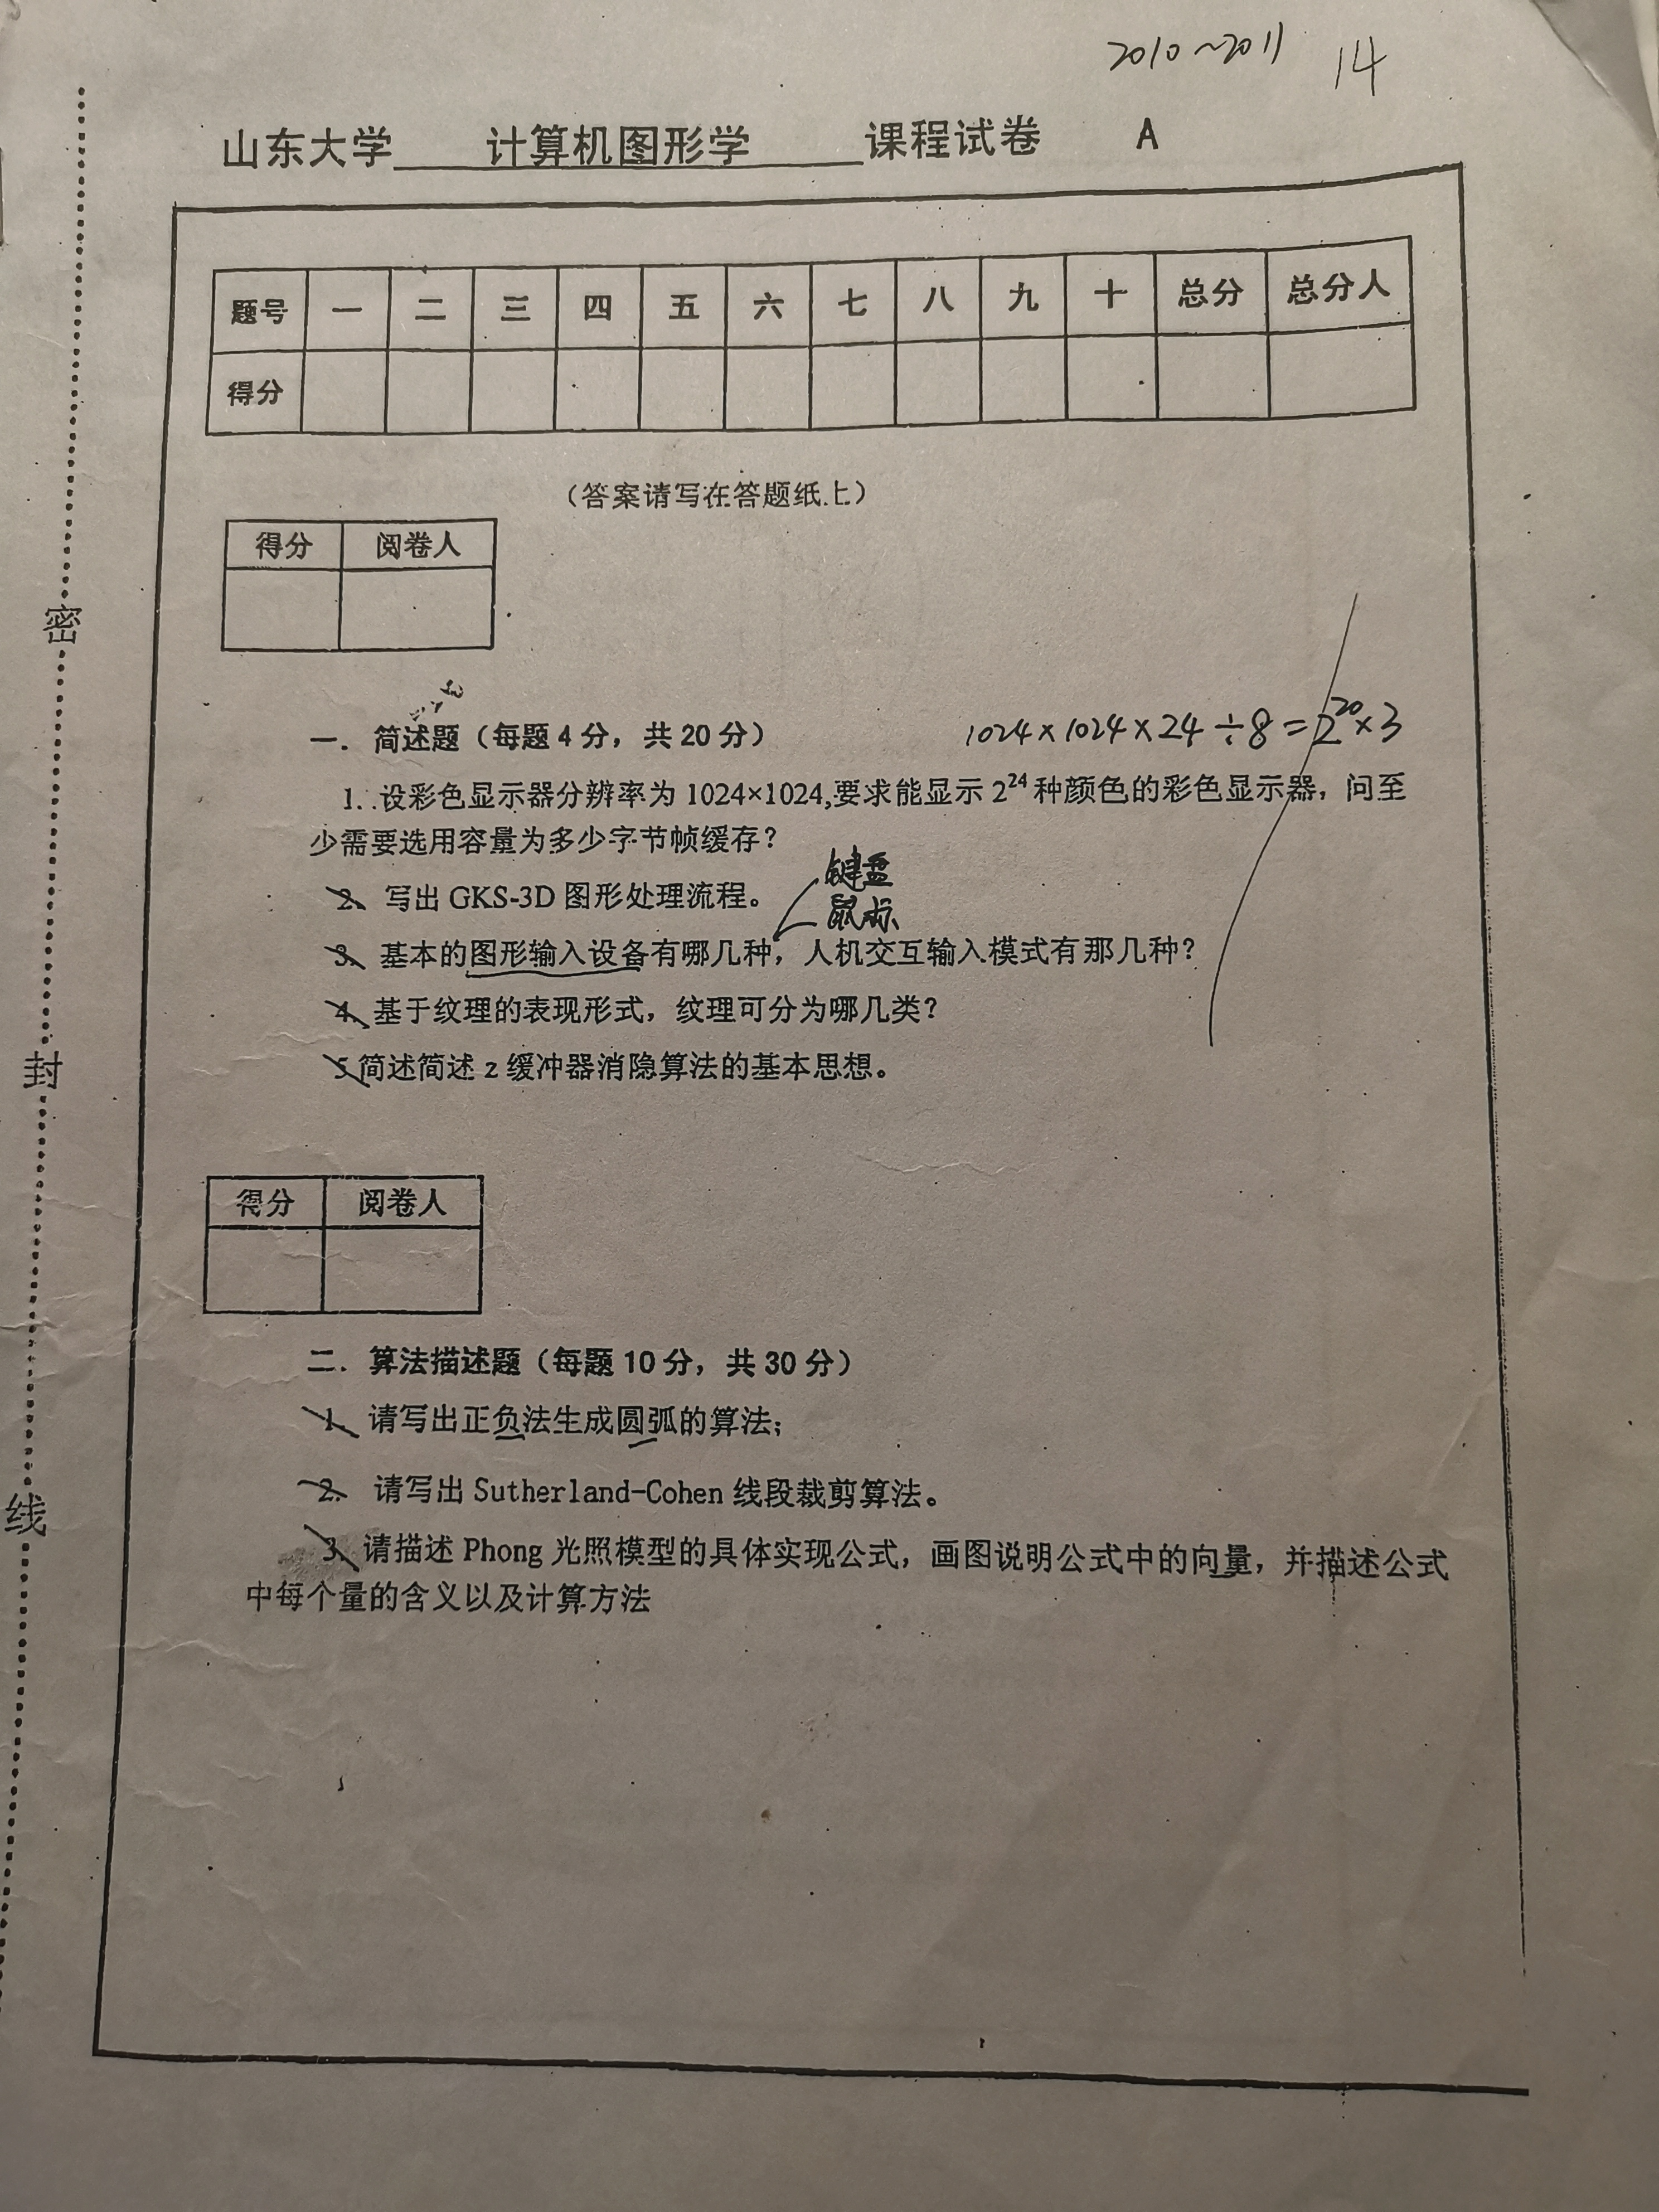 2010~2011 14
山东大学 计算机图形学 课程试卷 A
题号 一 二 三 四 五 六 七 八 九 十 总分 总分人
得分
（答案请写在答题纸上）
得分 阅卷人
一. 简述题（每题 4 分，共 20 分）
1024×1024×24÷8=2²⁰×3
1. 设彩色显示器分辨率为 1024×1024,要求能显示 2²⁴ 种颜色的彩色显示器，问至
少需要选用容量为多少字节帧缓存？
键盘
2. 写出 GKS-3D 图形处理流程。
鼠标
3. 基本的图形输入设备有哪几种，人机交互输入模式有那几种？
4. 基于纹理的表现形式，纹理可分为哪几类？
5 简述简述 z 缓冲器消隐算法的基本思想。
得分 阅卷人
二. 算法描述题（每题 10 分，共 30 分）
1. 请写出正负法生成圆弧的算法；
2. 请写出 Sutherland-Cohen 线段裁剪算法。
3. 请描述 Phong 光照模型的具体实现公式，画图说明公式中的向量，并描述公式
中每个量的含义以及计算方法
密
封
线